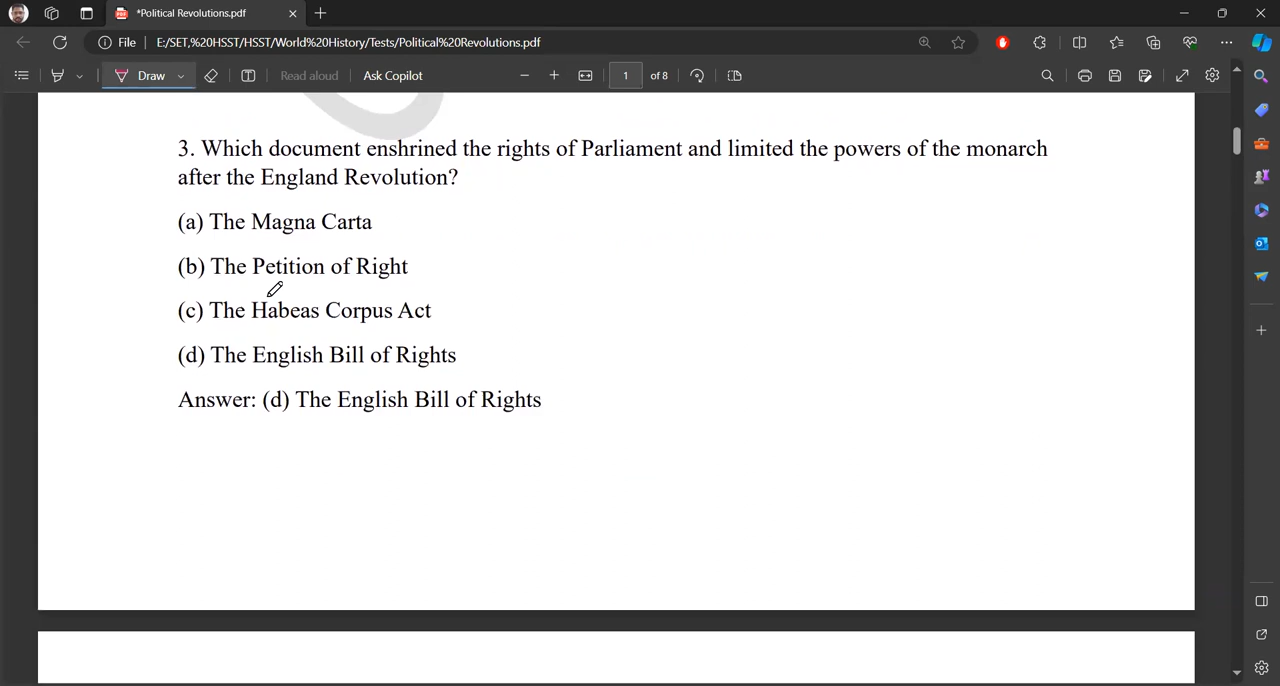 *Political Revolutions.pdf
File E:/SET,%20HSST/HSST/World%20History/Tests/Political%20Revolutions.pdf
Draw Read aloud Ask Copilot 1 of 8
3. Which document enshrined the rights of Parliament and limited the powers of the monarch
after the England Revolution?
(a) The Magna Carta
(b) The Petition of Right
(c) The Habeas Corpus Act
(d) The English Bill of Rights
Answer: (d) The English Bill of Rights